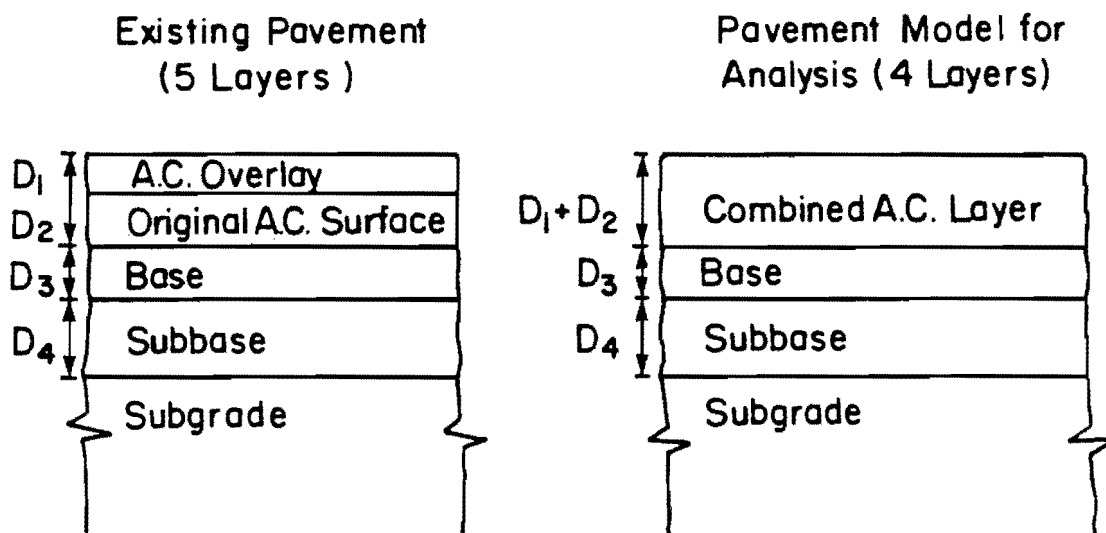 Existing Pavement
(5 Layers)
D1
A.C. Overlay
D2
Original A.C. Surface
D3
Base
D4
Subbase
Subgrade
Pavement Model for
Analysis (4 Layers)
D1 + D2
Combined A.C. Layer
D3
Base
D4
Subbase
Subgrade